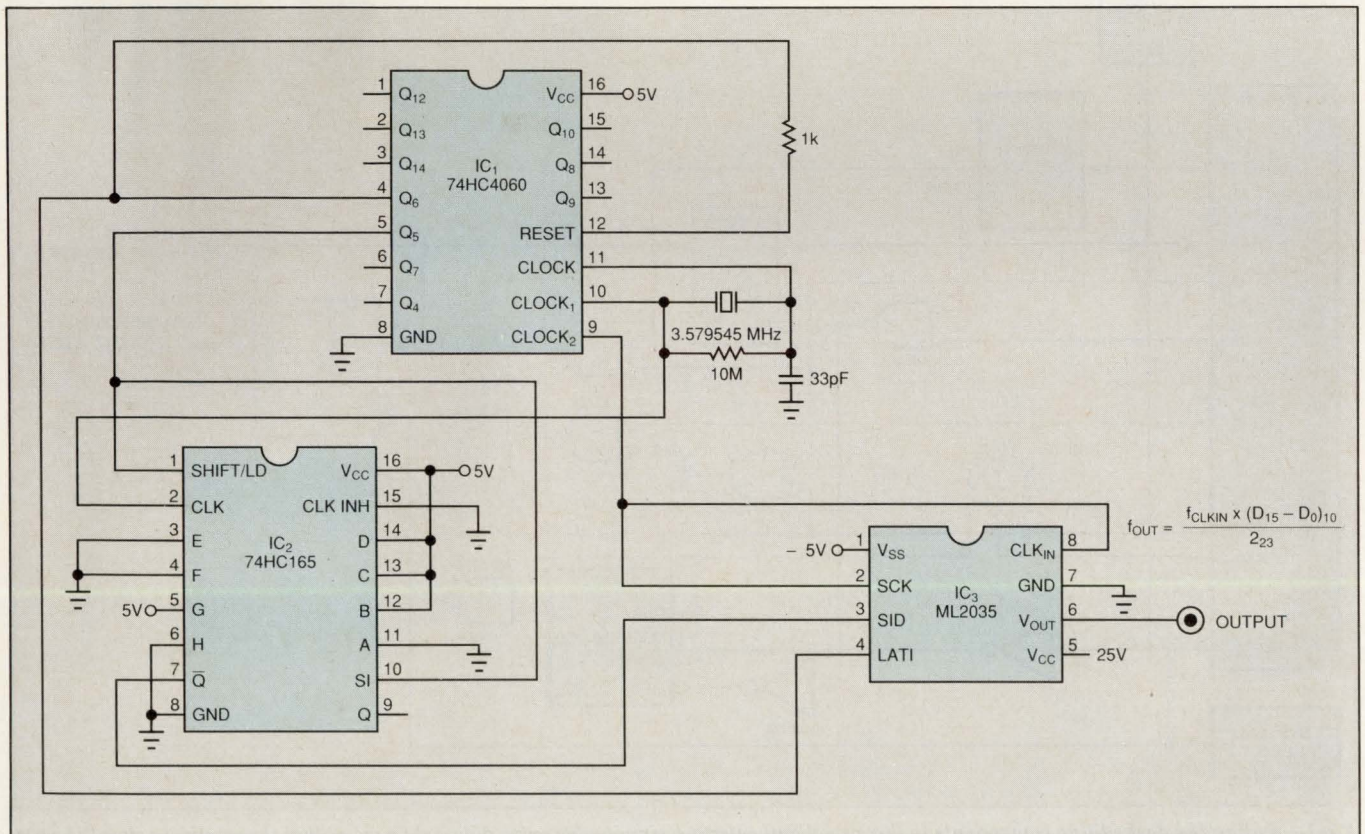 1 Q12
2 Q13
3 Q14
4 Q6
5 Q5
6 Q7
7 Q4
8 GND
IC1
74HC4060
VCC 16 5V
Q10 15
Q8 14
Q9 13
RESET 12
CLOCK 11
CLOCK1 10
CLOCK2 9
1k
3.579545 MHz
10M
33pF
1 SHIFT/LD
2 CLK
3 E
4 F
5V 5 G
6 H
7 Q̅
8 GND
IC2
74HC165
VCC 16 5V
CLK INH 15
D 14
C 13
B 12
A 11
SI 10
Q 9
– 5V 1 VSS
2 SCK
3 SID
4 LATI
IC3
ML2035
CLKIN 8
GND 7
VOUT 6 OUTPUT
VCC 5 25V
fOUT = fCLKIN x (D15 – D0)10
223